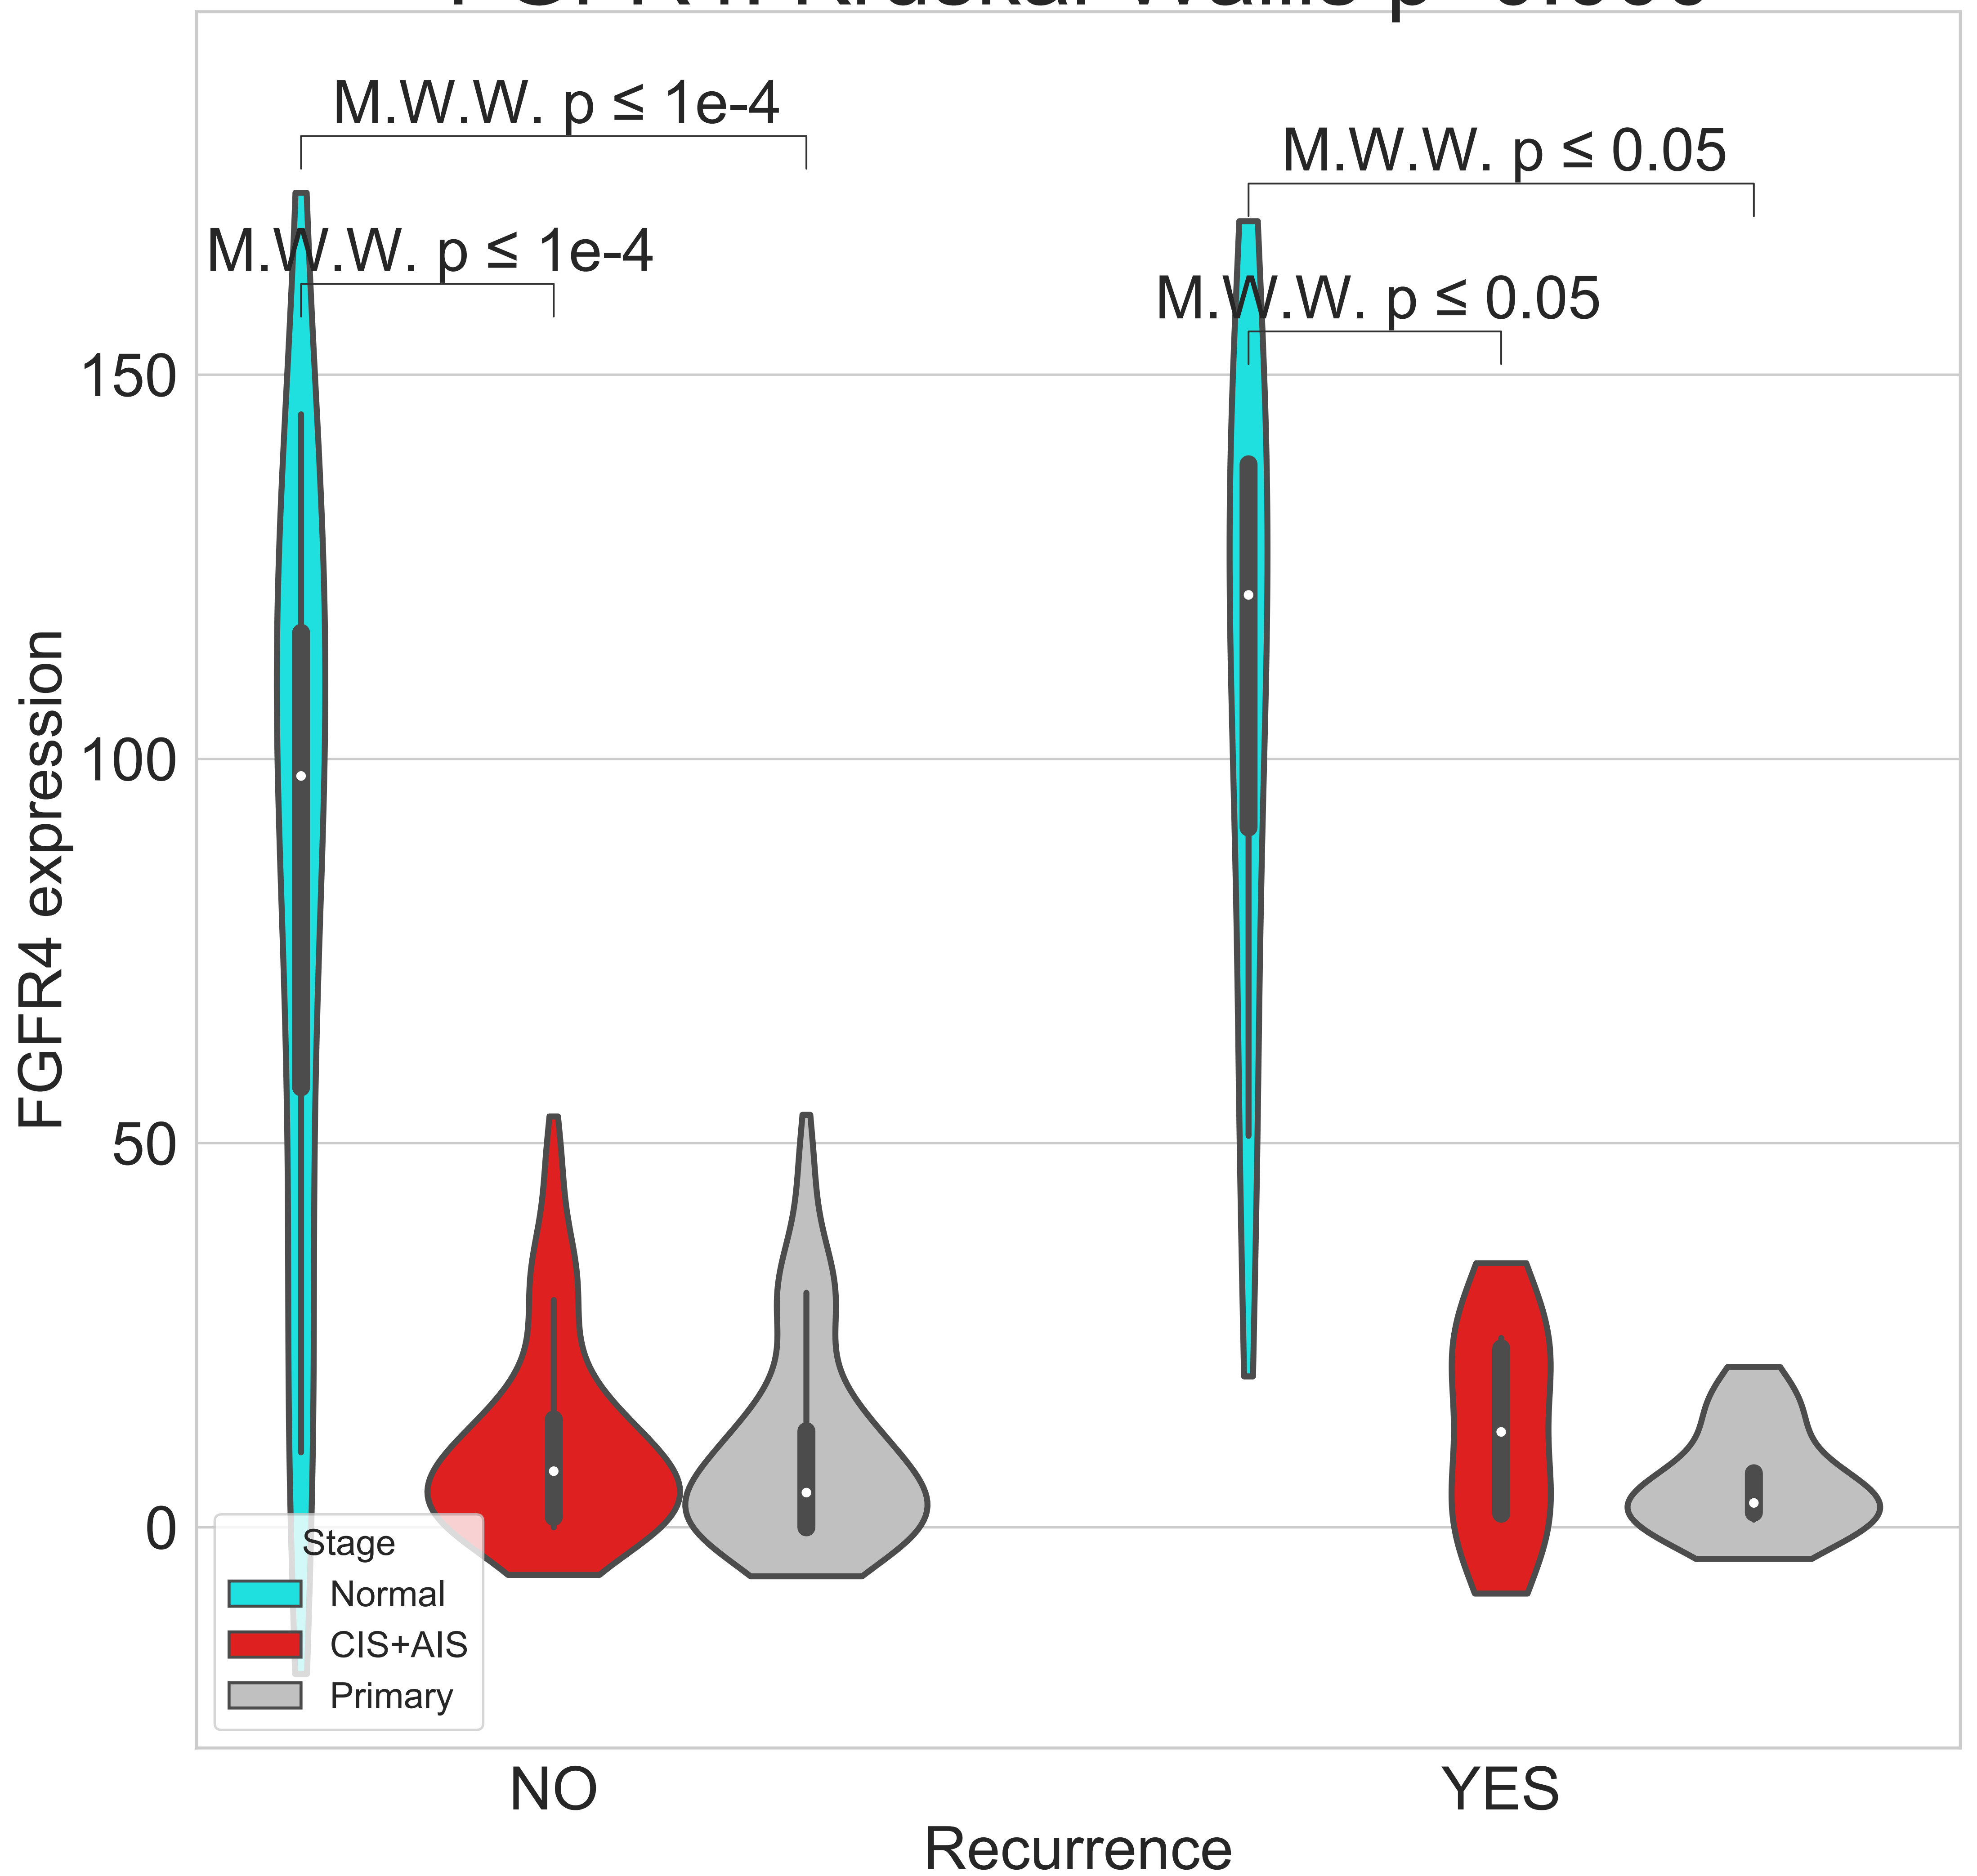 M.W.W. p ≤ 1e-4
M.W.W. p ≤ 0.05
M.W.W. p ≤ 1e-4
M.W.W. p ≤ 0.05
FGFR4 expression
150
100
50
0
Stage
Normal
CIS+AIS
Primary
NO
YES
Recurrence